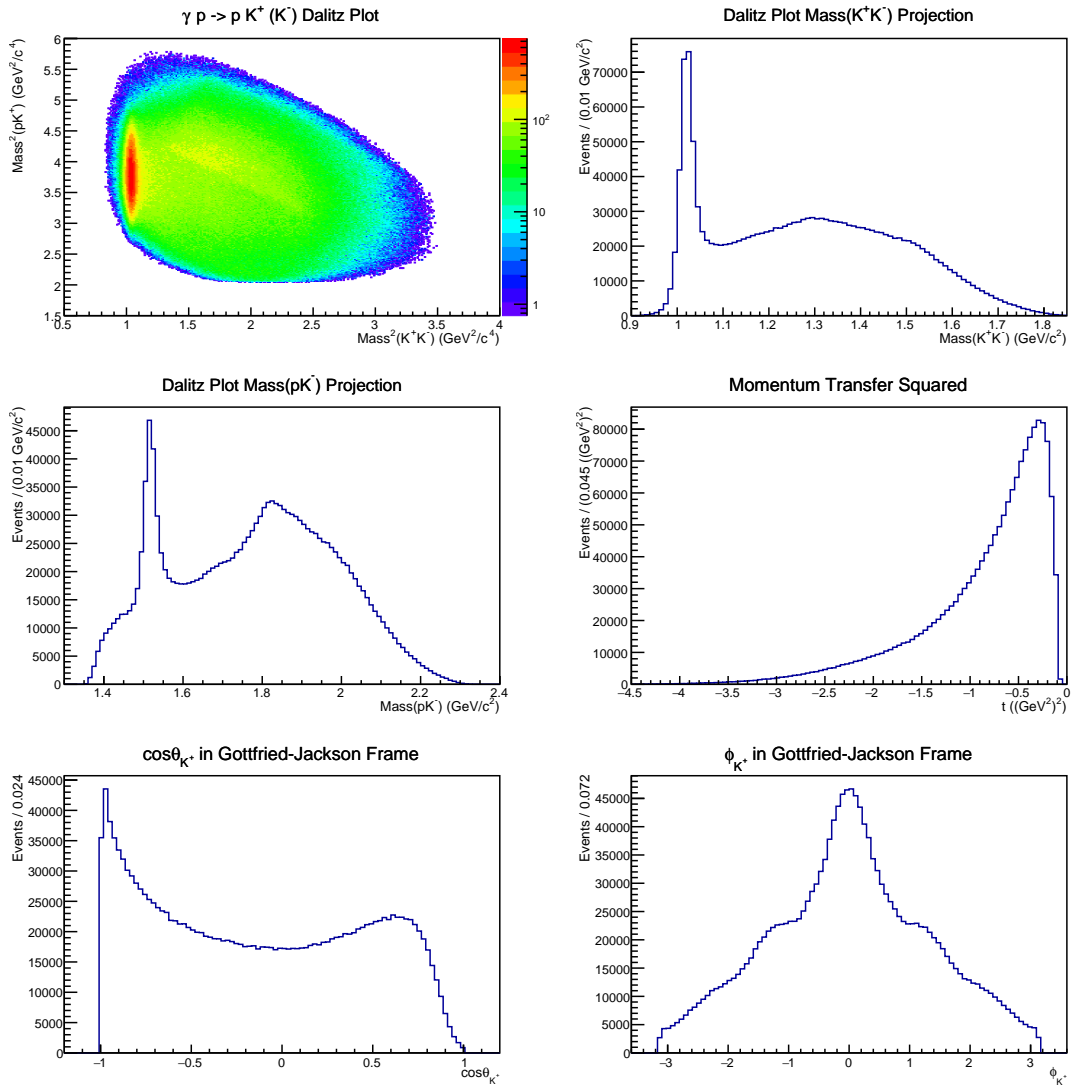 γ p -> p K⁺ (K⁻) Dalitz Plot
Mass²(pK⁺) (GeV²/c⁴)
6
5.5
5
4.5
4
3.5
3
2.5
2
1.5
0.5 1 1.5 2 2.5 3 3.5 4
Mass²(K⁺K⁻) (GeV²/c⁴)
10²
10
1
Dalitz Plot Mass(K⁺K⁻) Projection
Events / (0.01 GeV/c²)
70000
60000
50000
40000
30000
20000
10000
0
0.9 1 1.1 1.2 1.3 1.4 1.5 1.6 1.7 1.8
Mass(K⁺K⁻) (GeV/c²)
Dalitz Plot Mass(pK⁻) Projection
Events / (0.01 GeV/c²)
45000
40000
35000
30000
25000
20000
15000
10000
5000
0
1.4 1.6 1.8 2 2.2 2.4
Mass(pK⁻) (GeV/c²)
Momentum Transfer Squared
Events / (0.045 ((GeV²)²)
80000
70000
60000
50000
40000
30000
20000
10000
0
−4.5 −4 −3.5 −3 −2.5 −2 −1.5 −1 −0.5 0
t ((GeV²)²)
cosθ_K⁺ in Gottfried-Jackson Frame
Events / 0.024
45000
40000
35000
30000
25000
20000
15000
10000
5000
0
−1 −0.5 0 0.5 1
cosθ_K⁺
ϕ_K⁺ in Gottfried-Jackson Frame
Events / 0.072
45000
40000
35000
30000
25000
20000
15000
10000
5000
0
−3 −2 −1 0 1 2 3
ϕ_K⁺